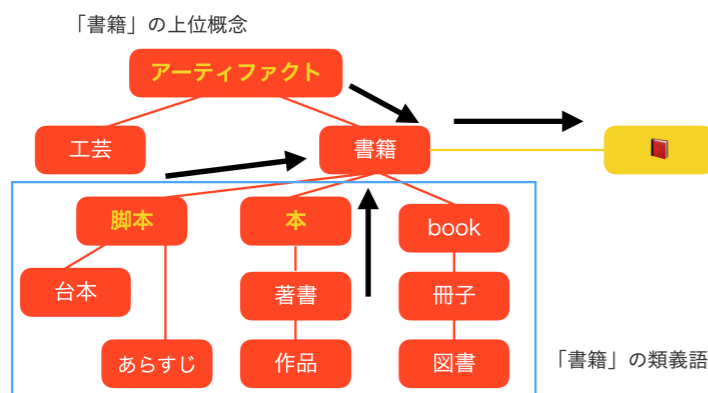 「書籍」の上位概念
アーティファクト
工芸
書籍
脚本
本
book
台本
著書
冊子
あらすじ
作品
図書
「書籍」の類義語